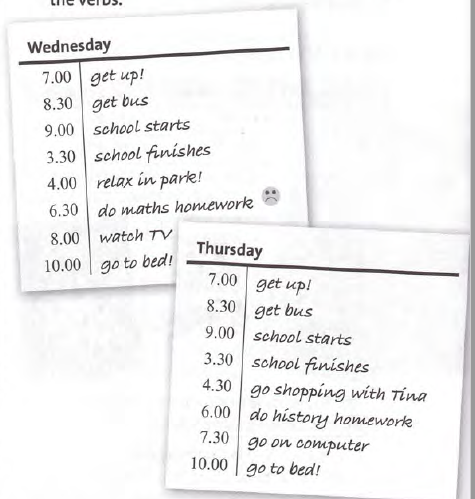 the verbs.
Wednesday
7.00 get up!
8.30 get bus
9.00 school starts
3.30 school finishes
4.00 relax in park!
6.30 do maths homework
8.00 watch TV
10.00 go to bed!
Thursday
7.00 get up!
8.30 get bus
9.00 school starts
3.30 school finishes
4.30 go shopping with Tina
6.00 do history homework
7.30 go on computer
10.00 go to bed!